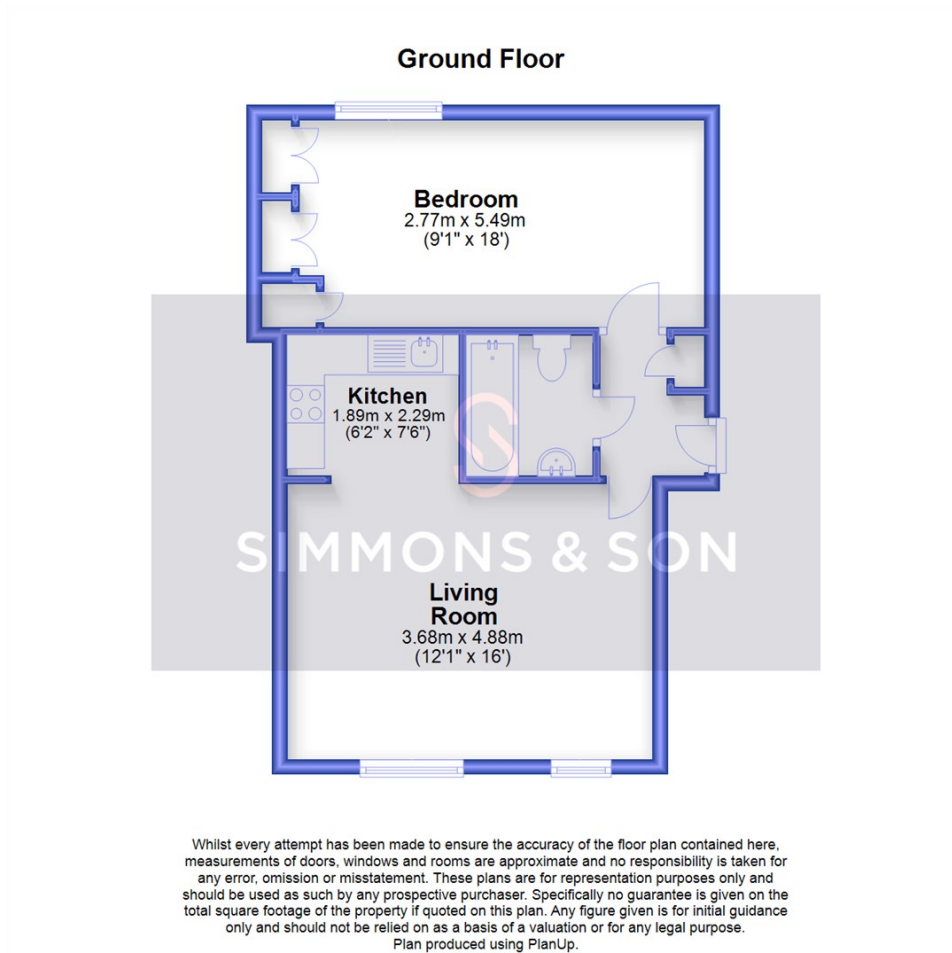 Ground Floor
Bedroom
2.77m x 5.49m
(9'1" x 18')
Kitchen
1.89m x 2.29m
(6'2" x 7'6")
SIMMONS & SON
Living
Room
3.68m x 4.88m
(12'1" x 16')
Whilst every attempt has been made to ensure the accuracy of the floor plan contained here,
measurements of doors, windows and rooms are approximate and no responsibility is taken for
any error, omission or misstatement. These plans are for representation purposes only and
should be used as such by any prospective purchaser. Specifically no guarantee is given on the
total square footage of the property if quoted on this plan. Any figure given is for initial guidance
only and should not be relied on as a basis of a valuation or for any legal purpose.
Plan produced using PlanUp.